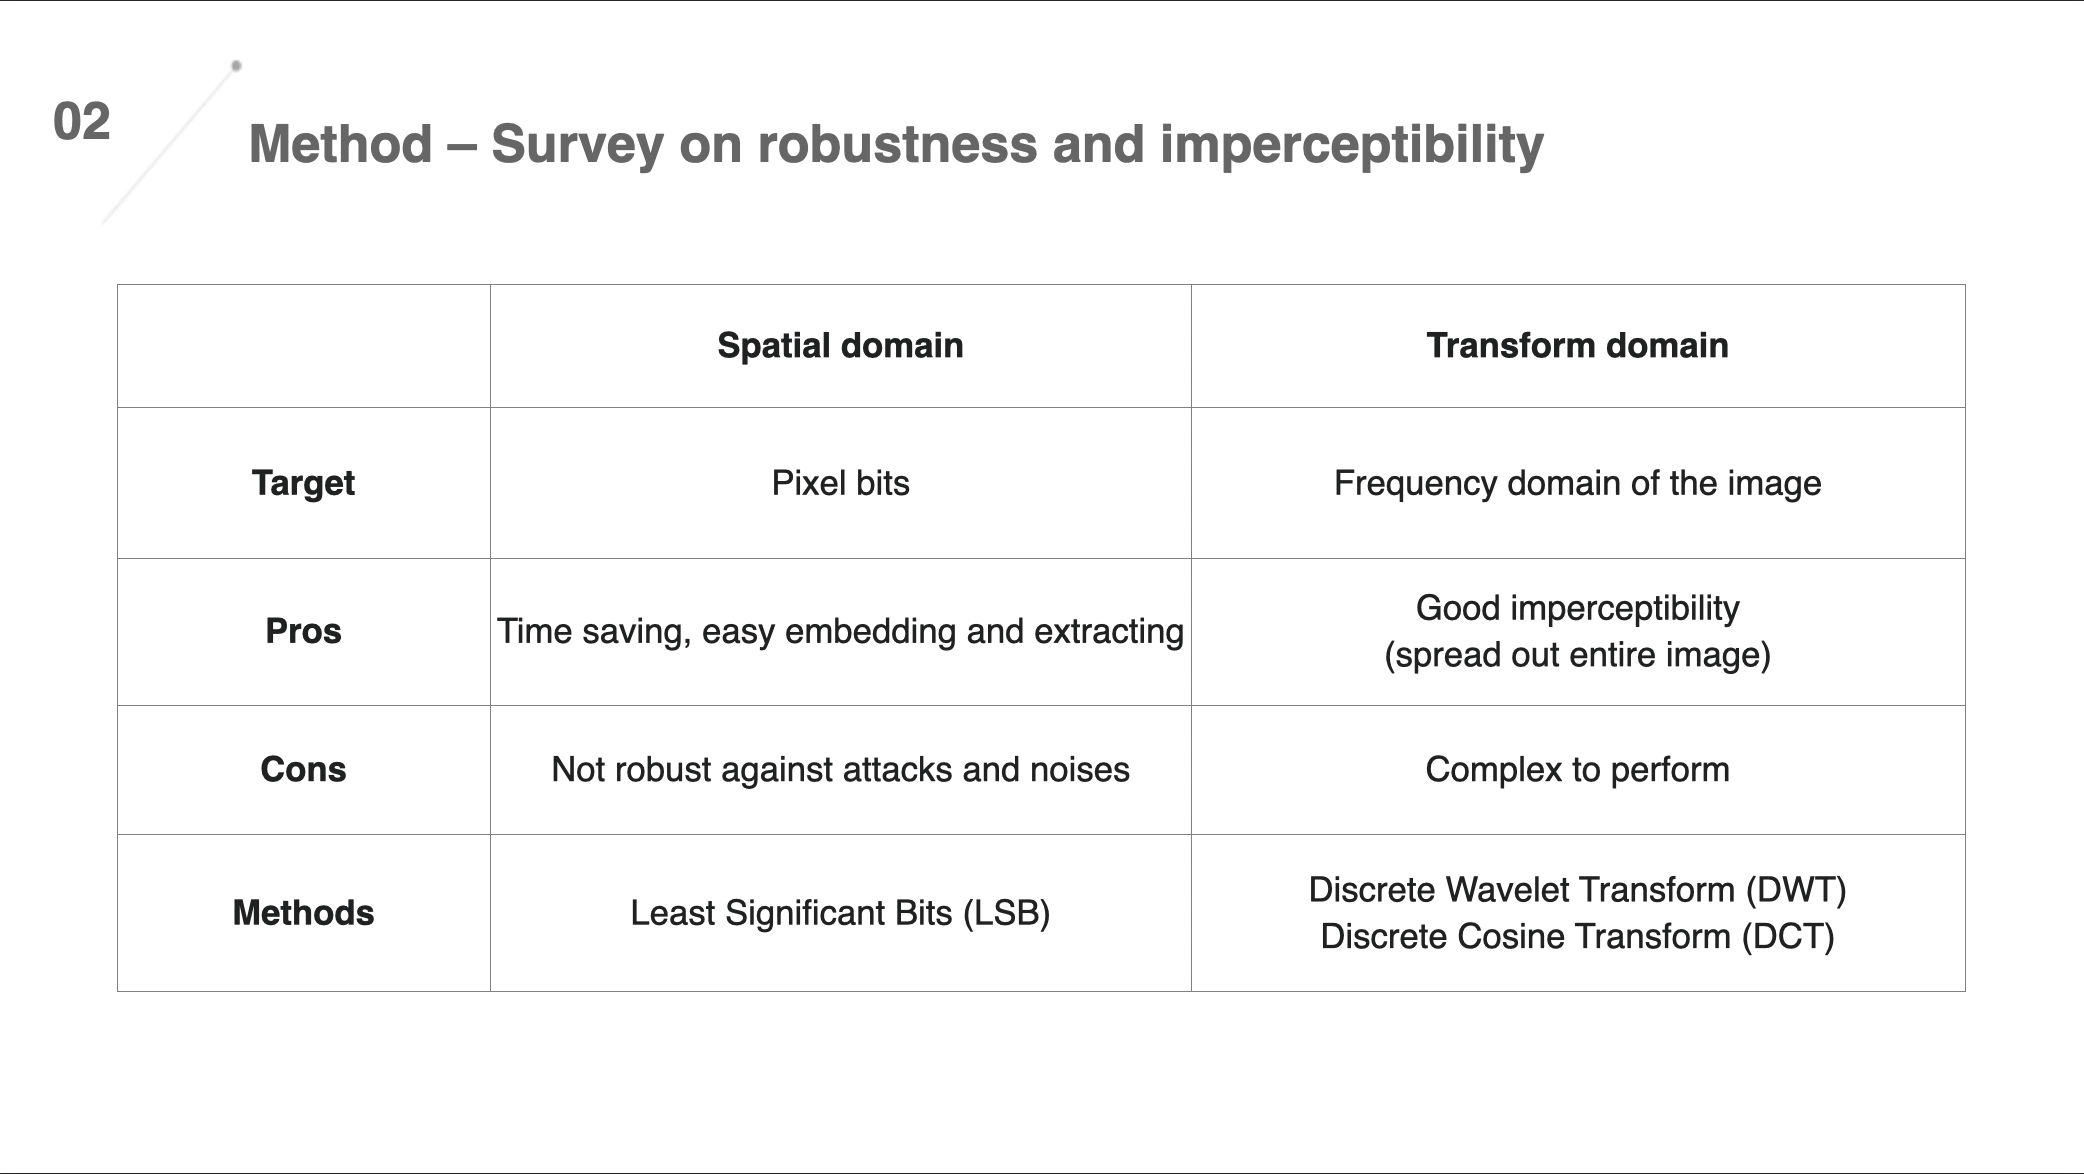 02
Method – Survey on robustness and imperceptibility
Spatial domain
Transform domain
Target
Pixel bits
Frequency domain of the image
Pros
Time saving, easy embedding and extracting
Good imperceptibility
(spread out entire image)
Cons
Not robust against attacks and noises
Complex to perform
Methods
Least Significant Bits (LSB)
Discrete Wavelet Transform (DWT)
Discrete Cosine Transform (DCT)